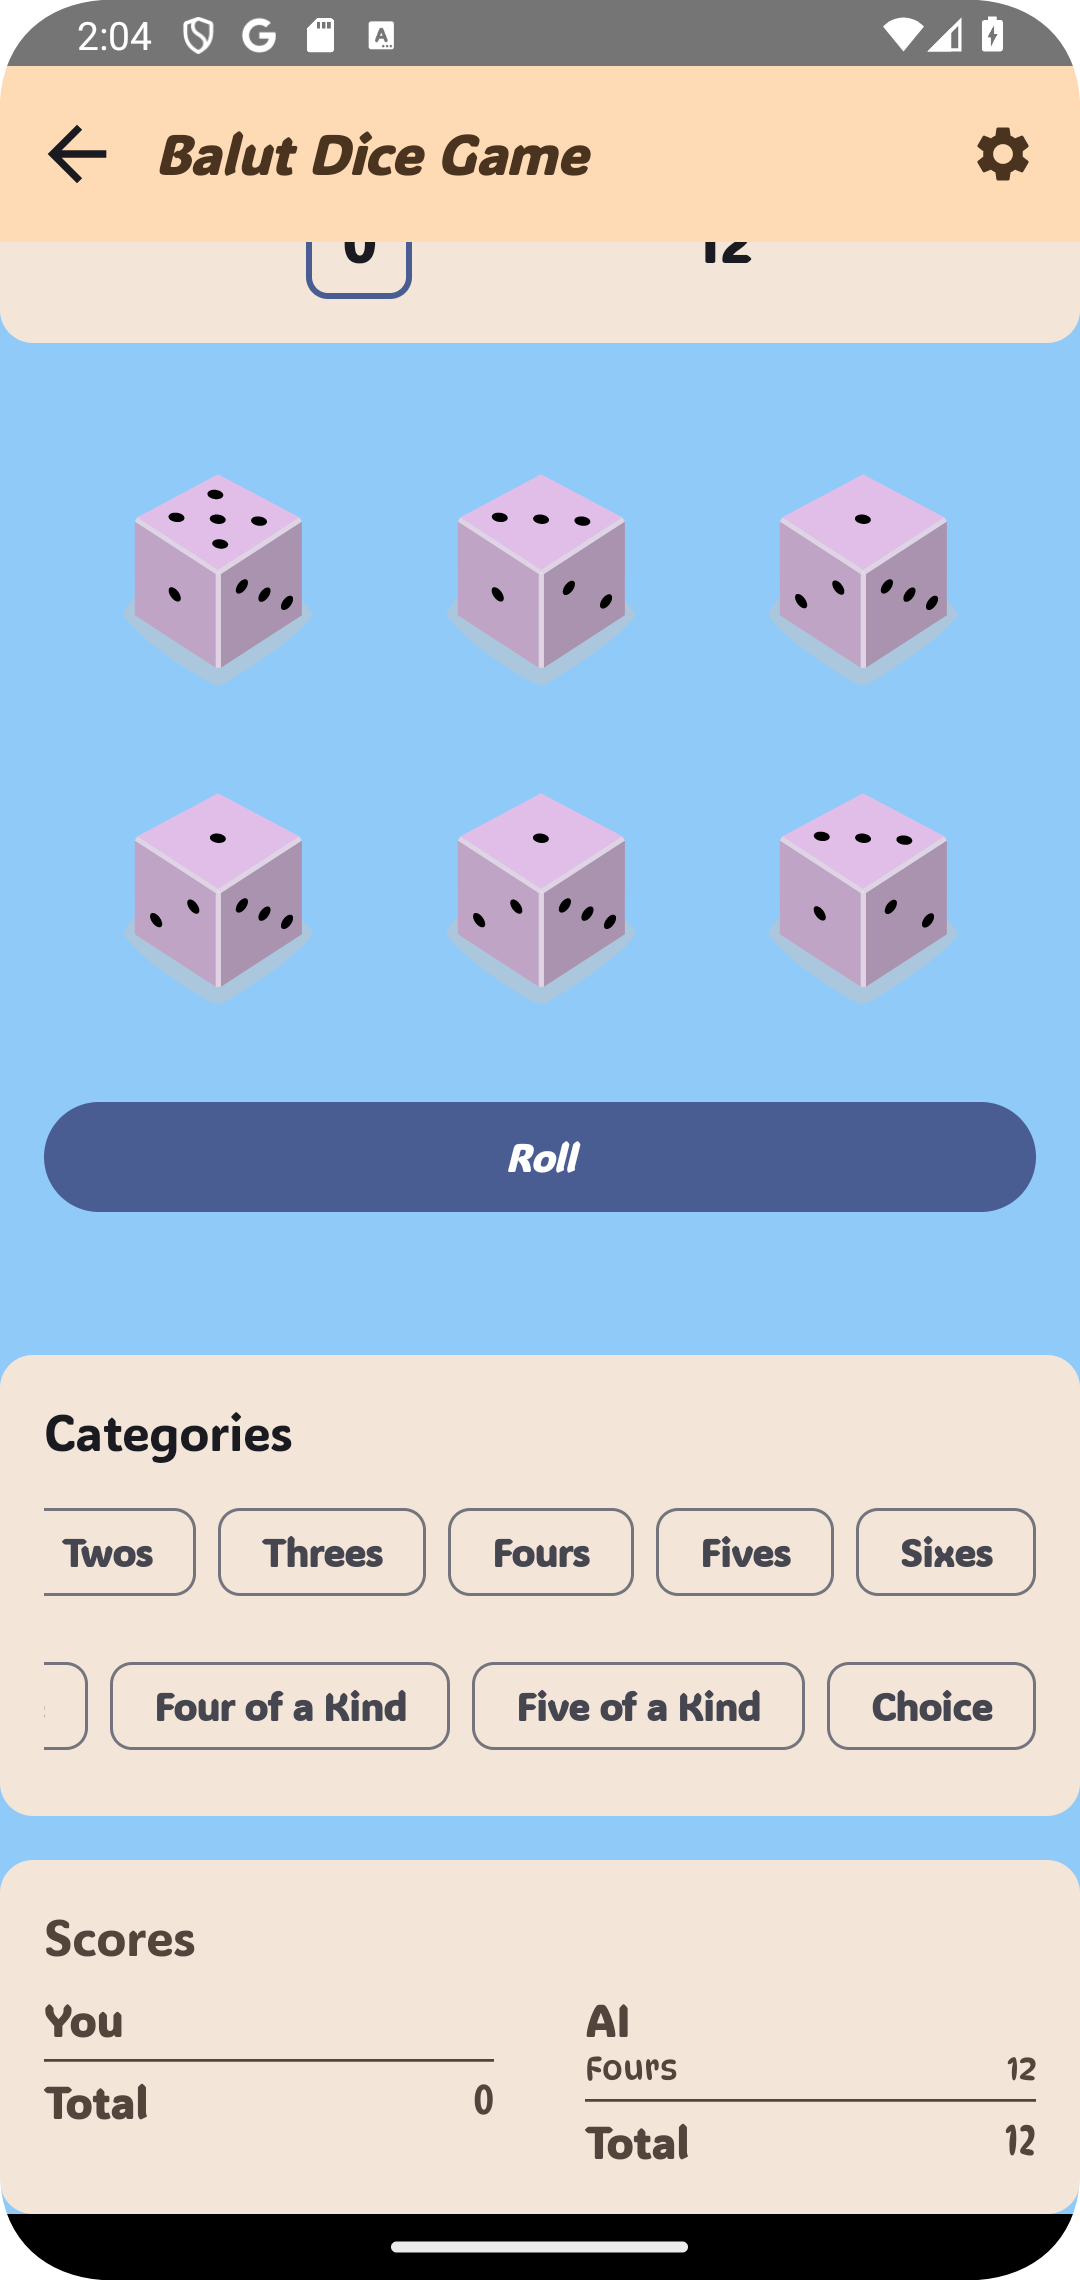 2:04
Balut Dice Game
0 12
Roll
Categories
Twos Threes Fours Fives Sixes
Four of a Kind Five of a Kind Choice
Scores
You AI
Fours 12
Total 0
Total 12